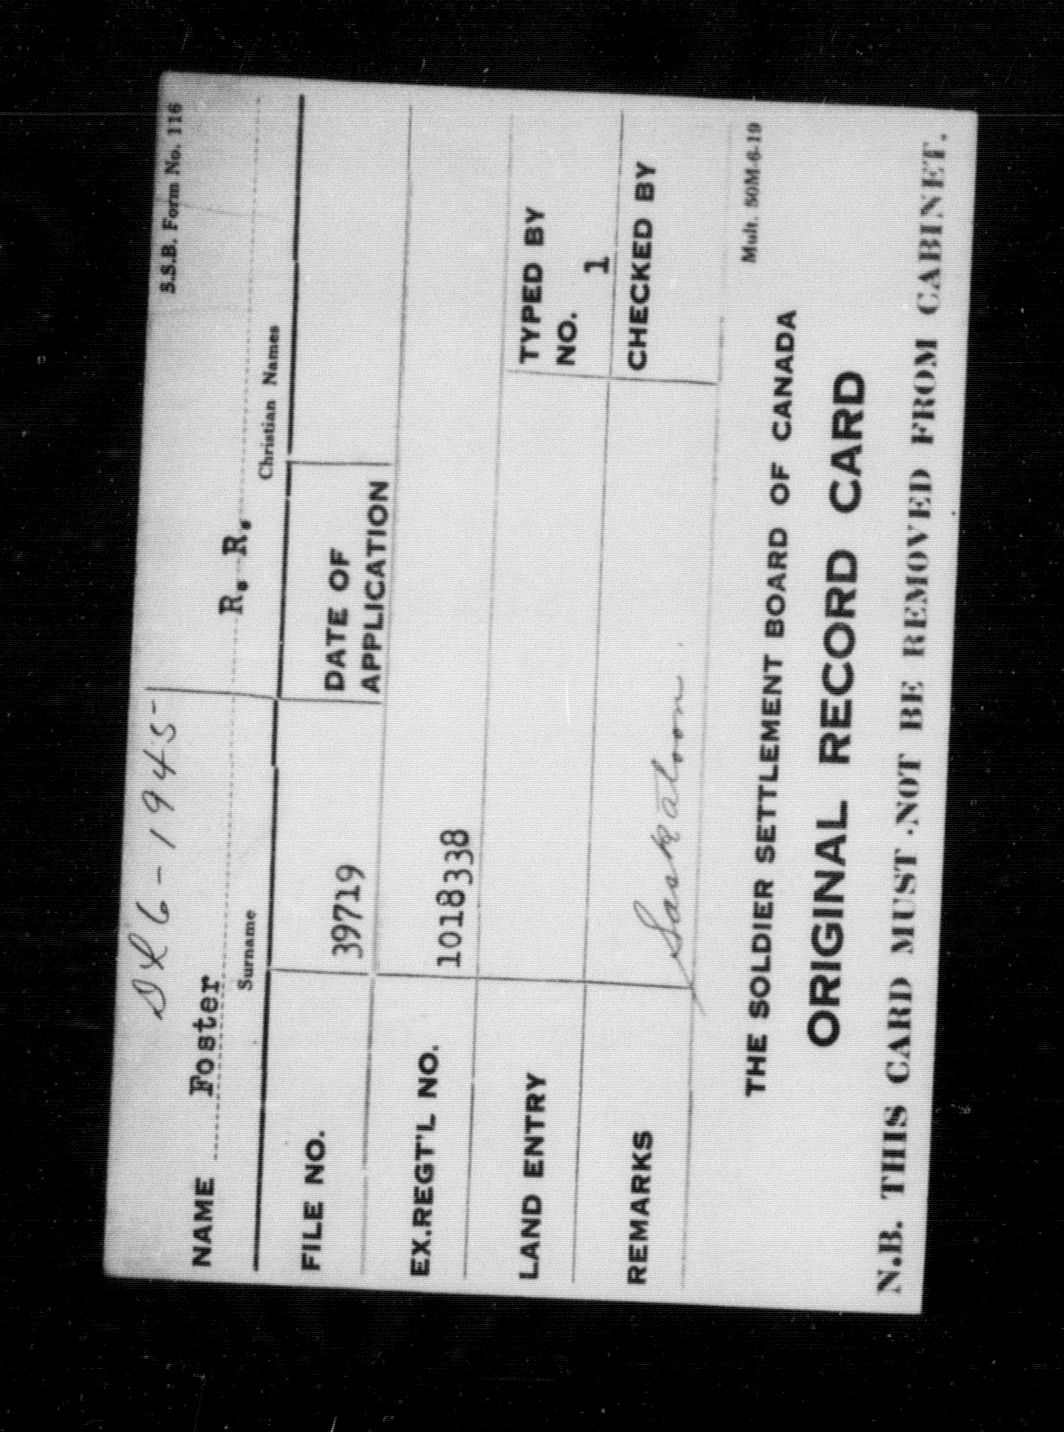 S.S.B. Form No. 116
- 1945
NAME Foster R. R.
Surname Christian Names
FILE NO. 39719 DATE OF APPLICATION
EX.REGT'L NO. 1018338
LAND ENTRY TYPED BY NO. 1
REMARKS Saskatoon. CHECKED BY
Mult. 50M-6-19
THE SOLDIER SETTLEMENT BOARD OF CANADA
ORIGINAL RECORD CARD
N.B. THIS CARD MUST NOT BE REMOVED FROM CABINET.